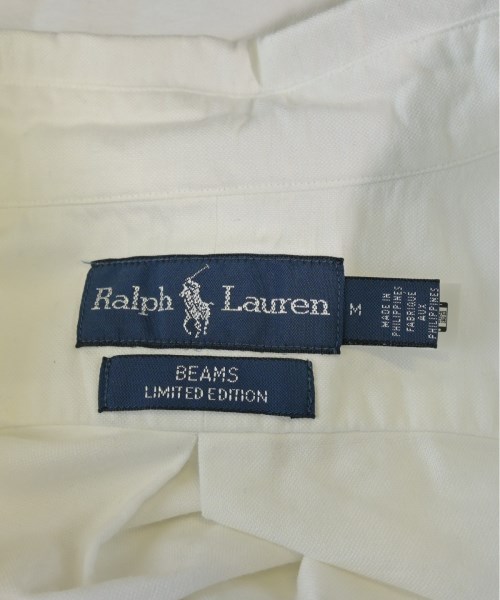 Ralph Lauren
M
MADE IN
PHILIPPINES
FABRIQUE
AUX
PHILIPPINES
BEAMS
LIMITED EDITION